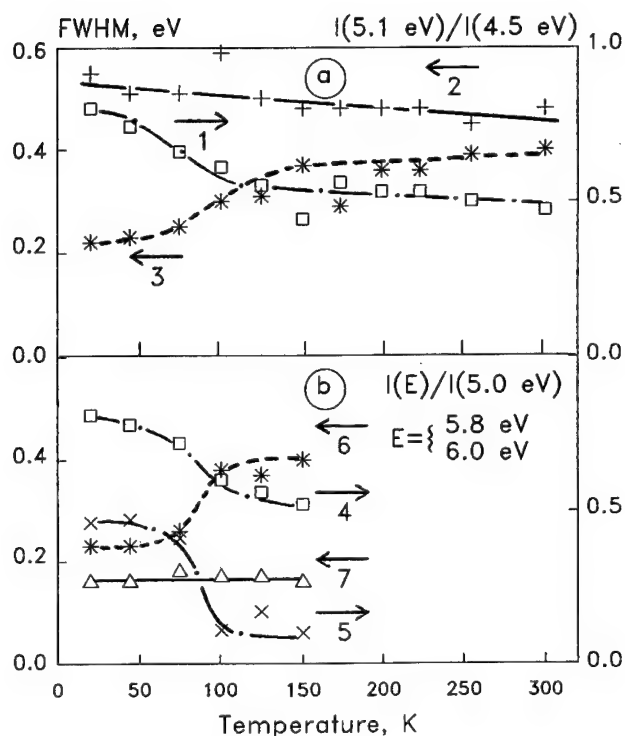 FWHM, eV I(5.1 eV)/I(4.5 eV)
0.6 1.0
a
2
1
0.4
0.5
0.2
3
0.0 0.0
b I(E)/I(5.0 eV)
6 E={ 5.8 eV
6.0 eV
0.4
4 0.5
0.2
7
5
0.0 0.0
0 50 100 150 200 250 300
Temperature, K